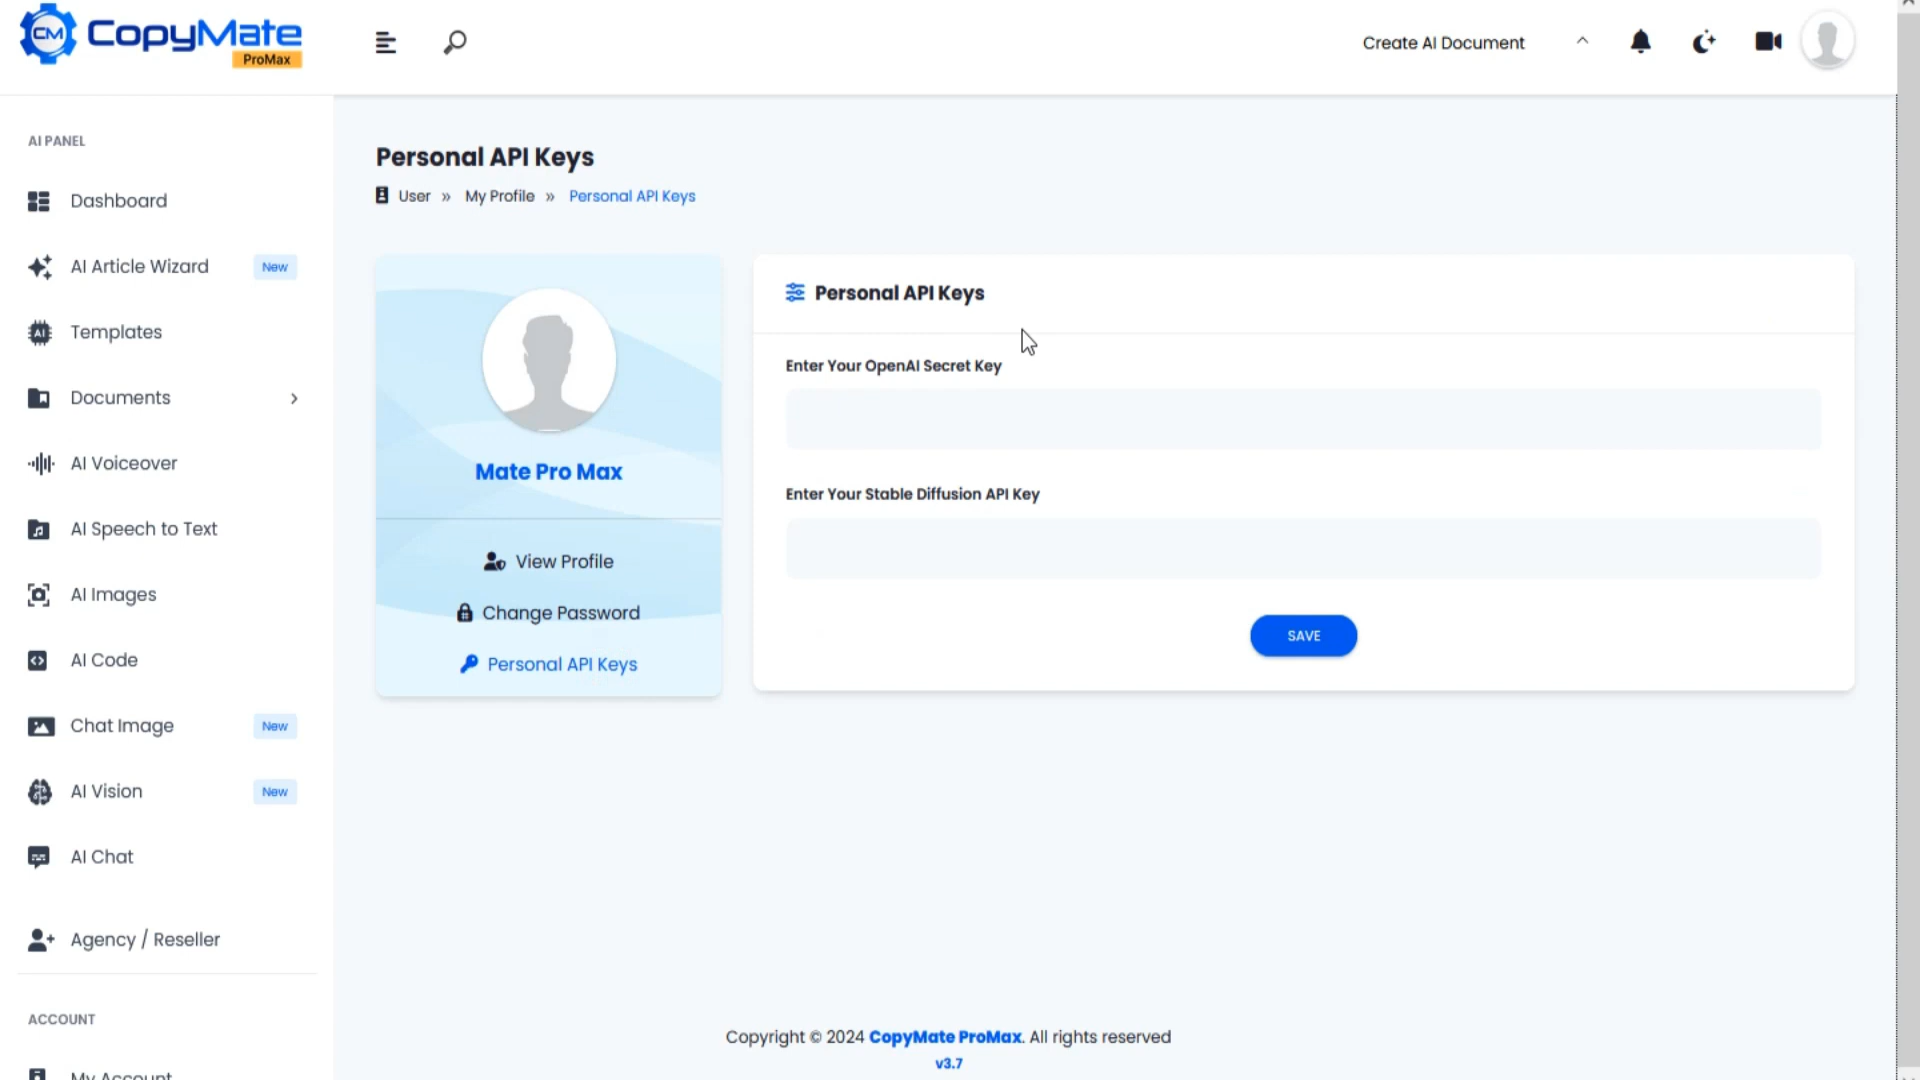 CM CopyMate
ProMax
Create AI Document
AI PANEL
Dashboard
AI Article Wizard New
Templates
Documents
AI Voiceover
AI Speech to Text
AI Images
AI Code
Chat Image New
AI Vision New
AI Chat
Agency / Reseller
ACCOUNT
My Account
Personal API Keys
User » My Profile » Personal API Keys
Mate Pro Max
View Profile
Change Password
Personal API Keys
Personal API Keys
Enter Your OpenAI Secret Key
Enter Your Stable Diffusion API Key
SAVE
Copyright © 2024 CopyMate ProMax. All rights reserved
v3.7